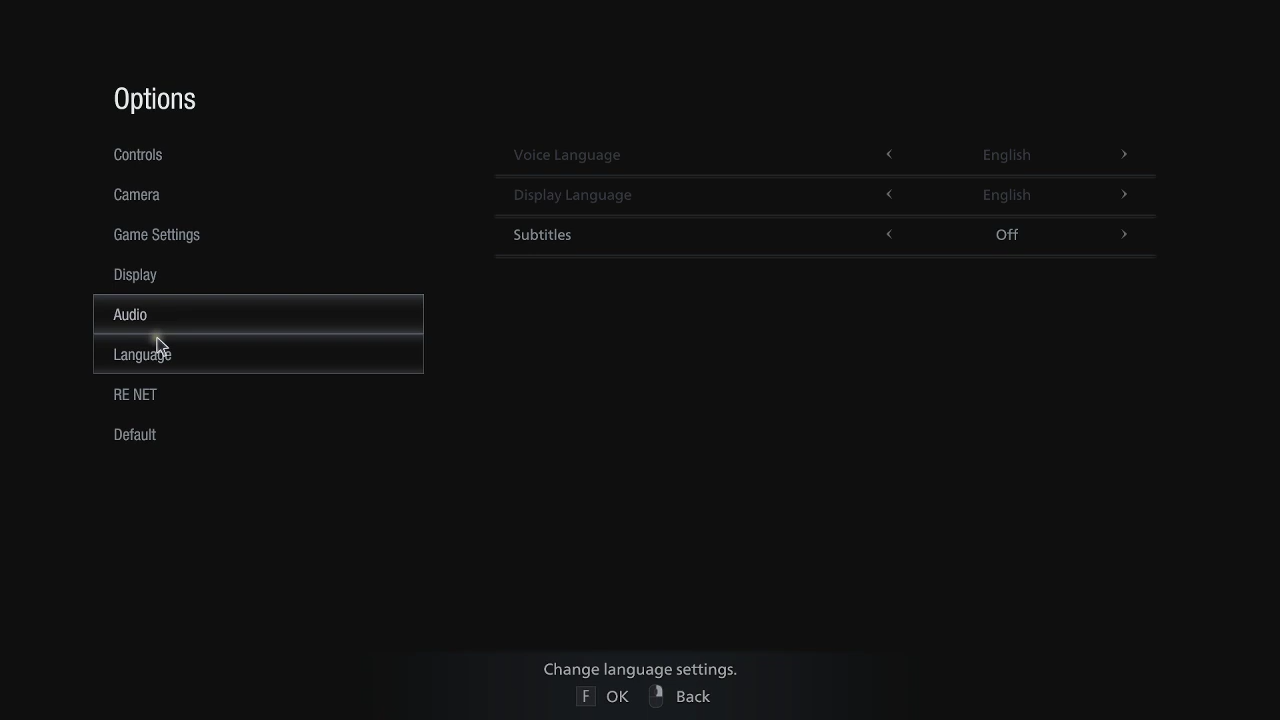 Options
Controls
Camera
Game Settings
Display
Audio
Language
RE NET
Default
Voice Language < English >
Display Language < English >
Subtitles < Off >
Change language settings.
F OK Back